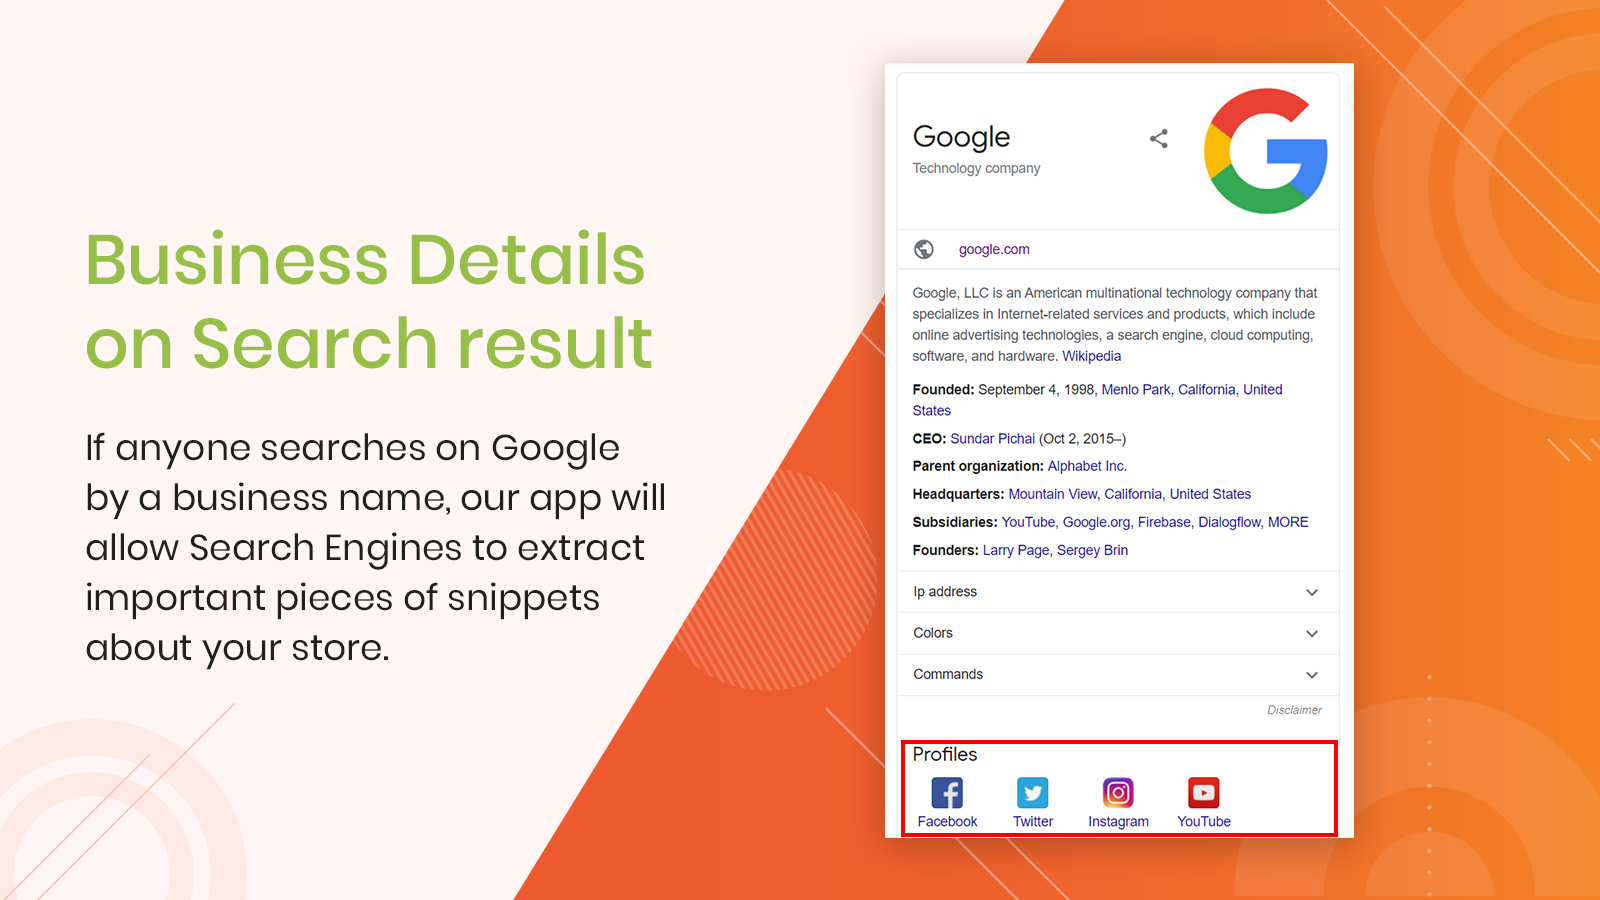 Business Details
on Search result
If anyone searches on Google
by a business name, our app will
allow Search Engines to extract
important pieces of snippets
about your store.
Google
Technology company
google.com
Google, LLC is an American multinational technology company that
specializes in Internet-related services and products, which include
online advertising technologies, a search engine, cloud computing,
software, and hardware. Wikipedia
Founded: September 4, 1998, Menlo Park, California, United
States
CEO: Sundar Pichai (Oct 2, 2015–)
Parent organization: Alphabet Inc.
Headquarters: Mountain View, California, United States
Subsidiaries: YouTube, Google.org, Firebase, Dialogflow, MORE
Founders: Larry Page, Sergey Brin
Ip address
Colors
Commands
Disclaimer
Profiles
Facebook Twitter Instagram YouTube